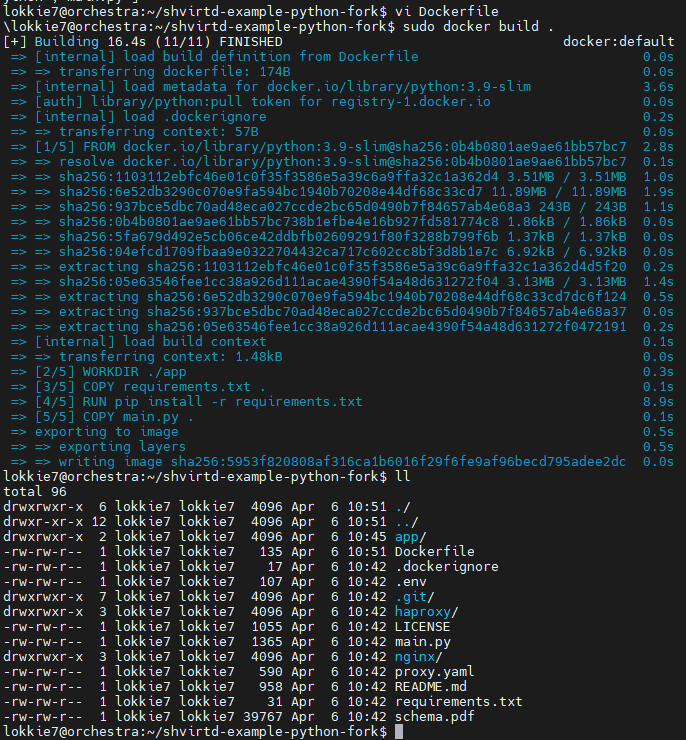 lokkie7@orchestra:~/shvirtd-example-python-fork$ vi Dockerfile
\lokkie7@orchestra:~/shvirtd-example-python-fork$ sudo docker build .
[+] Building 16.4s (11/11) FINISHED docker:default
=> [internal] load build definition from Dockerfile 0.0s
=> => transferring dockerfile: 174B 0.0s
=> [internal] load metadata for docker.io/library/python:3.9-slim 3.6s
=> [auth] library/python:pull token for registry-1.docker.io 0.0s
=> [internal] load .dockerignore 0.2s
=> => transferring context: 57B 0.0s
=> [1/5] FROM docker.io/library/python:3.9-slim@sha256:0b4b0801ae9ae61bb57bc7 2.8s
=> => resolve docker.io/library/python:3.9-slim@sha256:0b4b0801ae9ae61bb57bc7 0.1s
=> => sha256:1103112ebfc46e01c0f35f3586e5a39c6a9ffa32c1a362d4 3.51MB / 3.51MB 1.0s
=> => sha256:6e52db3290c070e9fa594bc1940b70208e44df68c33cd7 11.89MB / 11.89MB 1.9s
=> => sha256:937bce5dbc70ad48eca027ccde2bc65d0490b7f84657ab4e68a3 243B / 243B 1.1s
=> => sha256:0b4b0801ae9ae61bb57bc738b1efbe4e16b927fd581774c8 1.86kB / 1.86kB 0.0s
=> => sha256:5fa679d492e5cb06ce42ddbfb02609291f80f3288b799f6b 1.37kB / 1.37kB 0.0s
=> => sha256:04efcd1709fbaa9e0322704432ca717c602cc8bf3d8b1e7c 6.92kB / 6.92kB 0.0s
=> => extracting sha256:1103112ebfc46e01c0f35f3586e5a39c6a9ffa32c1a362d4d5f20 0.2s
=> => sha256:05e63546fee1cc38a926d111acae4390f54a48d631272f04 3.13MB / 3.13MB 1.4s
=> => extracting sha256:6e52db3290c070e9fa594bc1940b70208e44df68c33cd7dc6f124 0.5s
=> => extracting sha256:937bce5dbc70ad48eca027ccde2bc65d0490b7f84657ab4e68a37 0.0s
=> => extracting sha256:05e63546fee1cc38a926d111acae4390f54a48d631272f0472191 0.2s
=> [internal] load build context 0.1s
=> => transferring context: 1.48kB 0.0s
=> [2/5] WORKDIR ./app 0.3s
=> [3/5] COPY requirements.txt . 0.1s
=> [4/5] RUN pip install -r requirements.txt 8.9s
=> [5/5] COPY main.py . 0.1s
=> exporting to image 0.5s
=> => exporting layers 0.5s
=> => writing image sha256:5953f820808af316ca1b6016f29f6fe9af96becd795adee2dc 0.0s
lokkie7@orchestra:~/shvirtd-example-python-fork$ ll
total 96
drwxrwxr-x 6 lokkie7 lokkie7 4096 Apr 6 10:51 ./
drwxr-xr-x 12 lokkie7 lokkie7 4096 Apr 6 10:51 ../
drwxrwxr-x 2 lokkie7 lokkie7 4096 Apr 6 10:45 app/
-rw-rw-r-- 1 lokkie7 lokkie7 135 Apr 6 10:51 Dockerfile
-rw-rw-r-- 1 lokkie7 lokkie7 17 Apr 6 10:42 .dockerignore
-rw-rw-r-- 1 lokkie7 lokkie7 107 Apr 6 10:42 .env
drwxrwxr-x 7 lokkie7 lokkie7 4096 Apr 6 10:42 .git/
drwxrwxr-x 3 lokkie7 lokkie7 4096 Apr 6 10:42 haproxy/
-rw-rw-r-- 1 lokkie7 lokkie7 1055 Apr 6 10:42 LICENSE
-rw-rw-r-- 1 lokkie7 lokkie7 1365 Apr 6 10:42 main.py
drwxrwxr-x 3 lokkie7 lokkie7 4096 Apr 6 10:42 nginx/
-rw-rw-r-- 1 lokkie7 lokkie7 590 Apr 6 10:42 proxy.yaml
-rw-rw-r-- 1 lokkie7 lokkie7 958 Apr 6 10:42 README.md
-rw-rw-r-- 1 lokkie7 lokkie7 31 Apr 6 10:42 requirements.txt
-rw-rw-r-- 1 lokkie7 lokkie7 39767 Apr 6 10:42 schema.pdf
lokkie7@orchestra:~/shvirtd-example-python-fork$